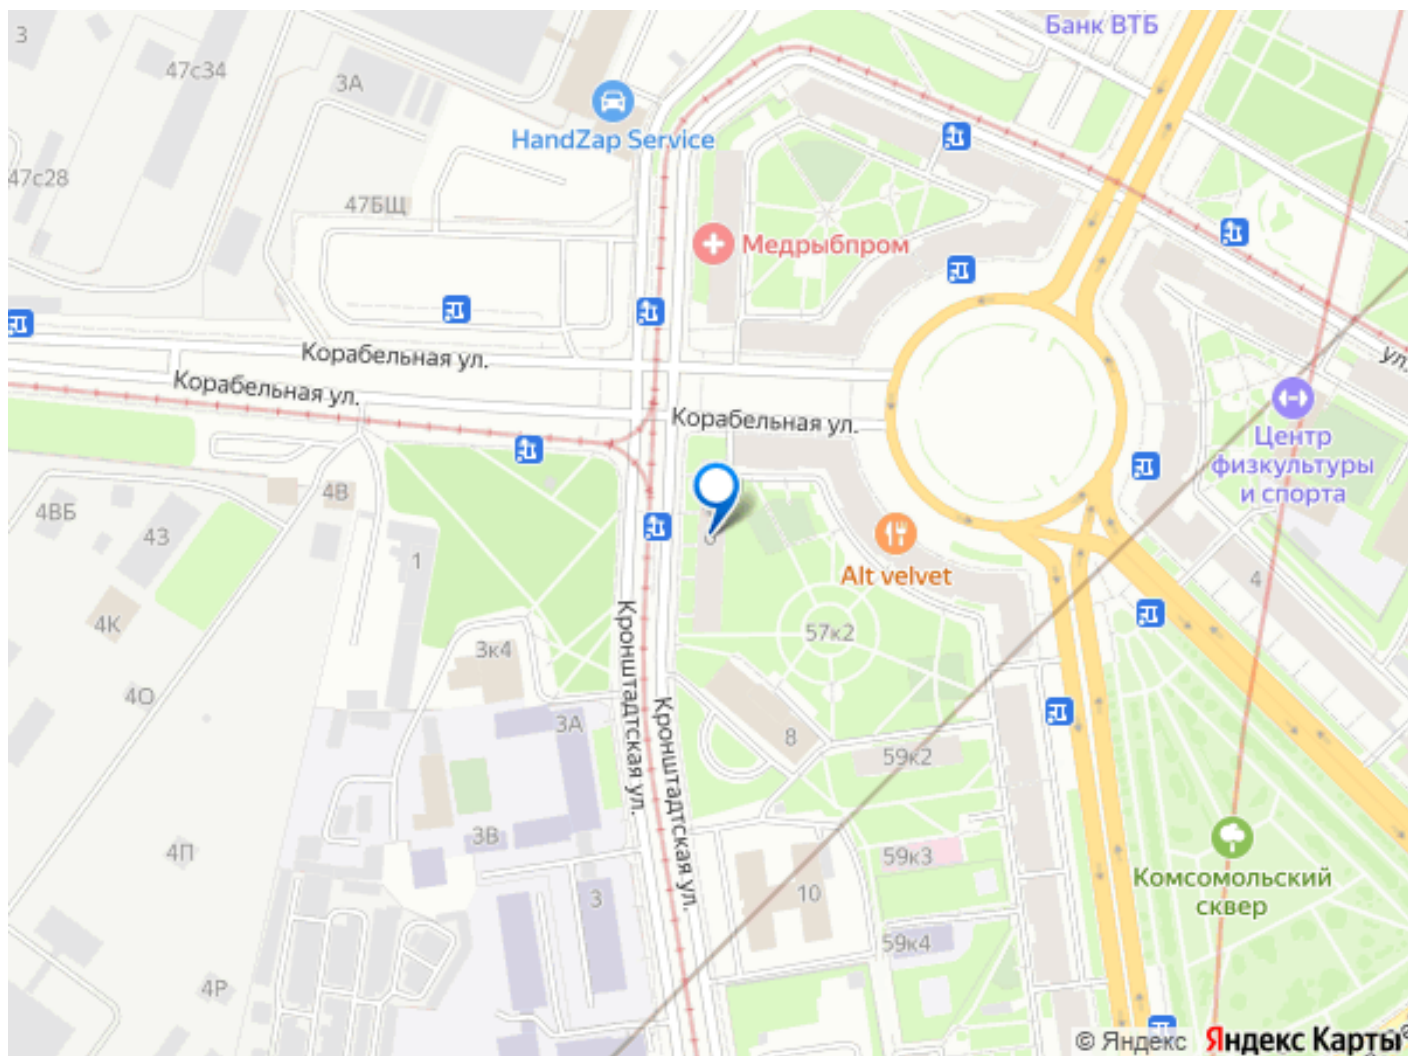 Банк ВТБ
3
47с34
3А
HandZap Service
47с28
47БЩ
Медрыбпром
Корабельная ул.
ул.
Корабельная ул.
Корабельная ул.
Центр
физкультуры
и спорта
4В
4ВБ
43
6
1
Alt velvet
4
4К
57к2
3к4
Кронштадтская ул.
4О
3А
Кронштадтская ул.
8
59к2
3В
4П
59к3
Комсомольский
сквер
10
3
59к4
4Р
© Яндекс Яндекс Карты